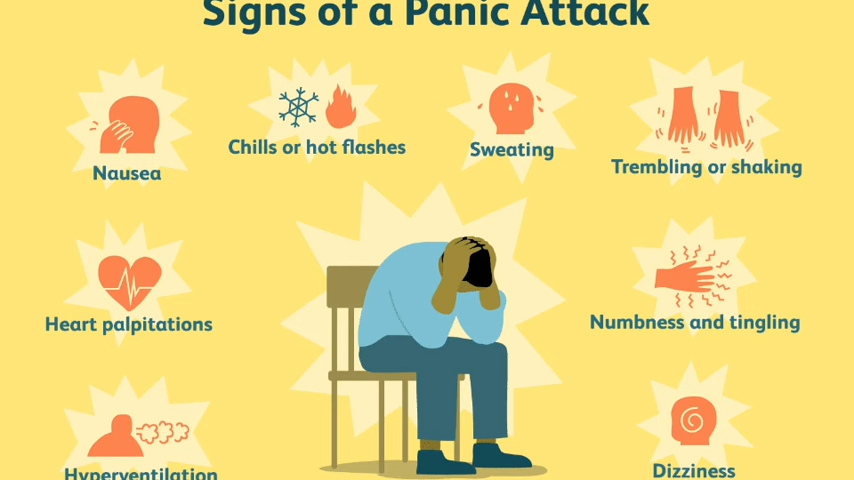 Signs of a Panic Attack
Nausea
Chills or hot flashes
Sweating
Trembling or shaking
Heart palpitations
Numbness and tingling
Hyperventilation
Dizziness